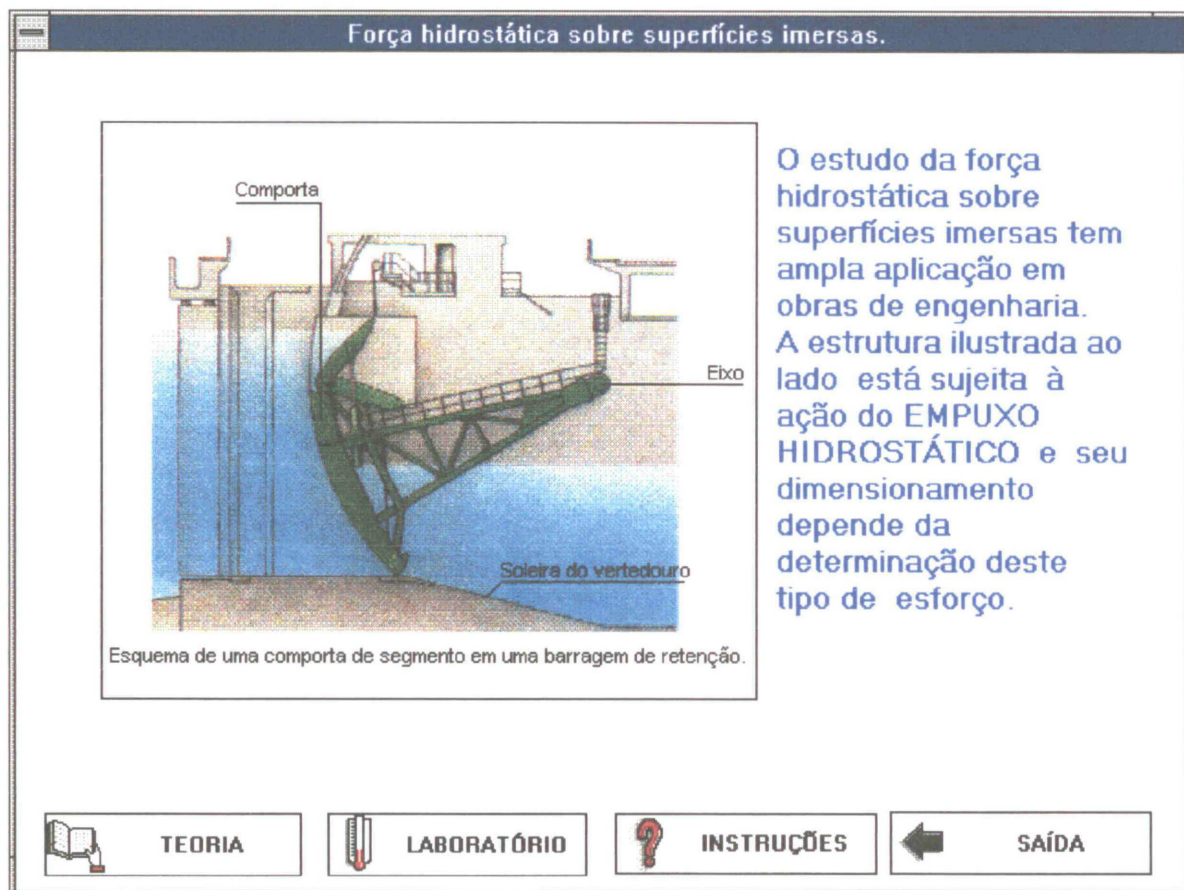 Força hidrostática sobre superfícies imersas.
Comporta
Eixo
Soleira do vertedouro
Esquema de uma comporta de segmento em uma barragem de retenção.
O estudo da força
hidrostática sobre
superfícies imersas tem
ampla aplicação em
obras de engenharia.
A estrutura ilustrada ao
lado está sujeita à
ação do EMPUXO
HIDROSTÁTICO e seu
dimensionamento
depende da
determinação deste
tipo de esforço.
TEORIA
LABORATÓRIO
INSTRUÇÕES
SAÍDA